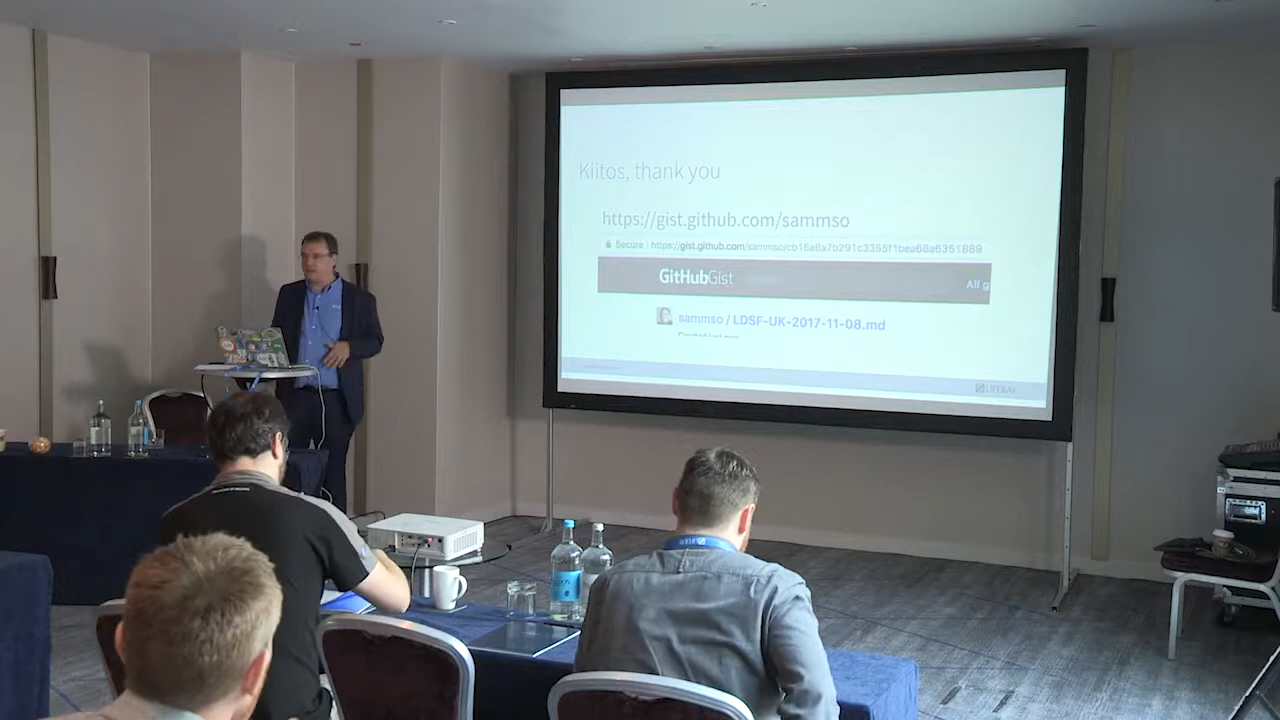 Kiitos, thank you
https://gist.github.com/sammso
Secure https://gist.github.com/sammso/cb16a6a7b291c3365f1bea66a6351889
GitHubGist
All g
sammso / LDSF-UK-2017-11-08.md
LIFERAY